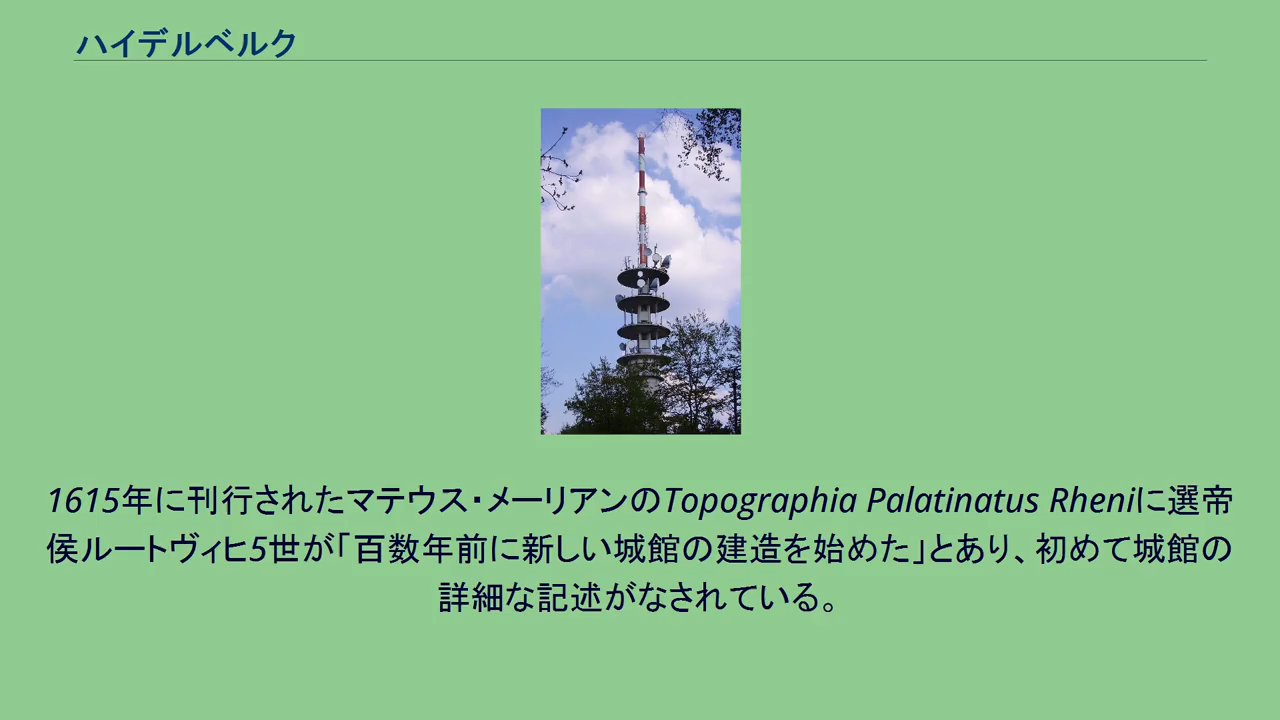 ハイデルベルク
1615年に刊行されたマテウス・メーリアンのTopographia Palatinatus Rheniに選帝
侯ルートヴィヒ5世が「百数年前に新しい城館の建造を始めた」とあり、初めて城館の
詳細な記述がなされている。